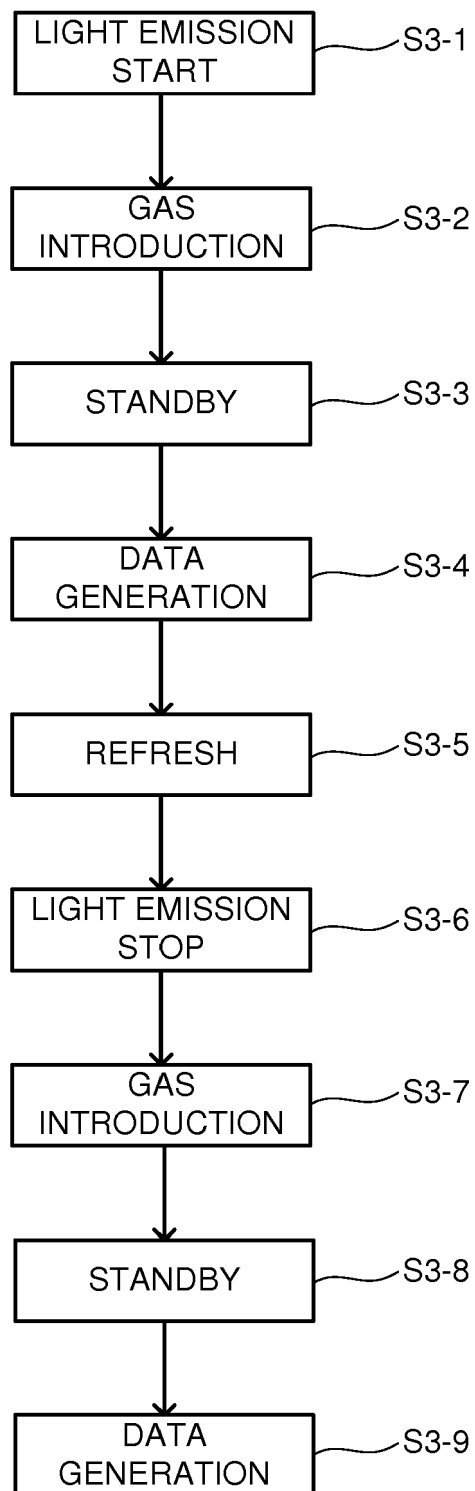 LIGHT EMISSION
START
S3-1
GAS
INTRODUCTION
S3-2
STANDBY
S3-3
DATA
GENERATION
S3-4
REFRESH
S3-5
LIGHT EMISSION
STOP
S3-6
GAS
INTRODUCTION
S3-7
STANDBY
S3-8
DATA
GENERATION
S3-9